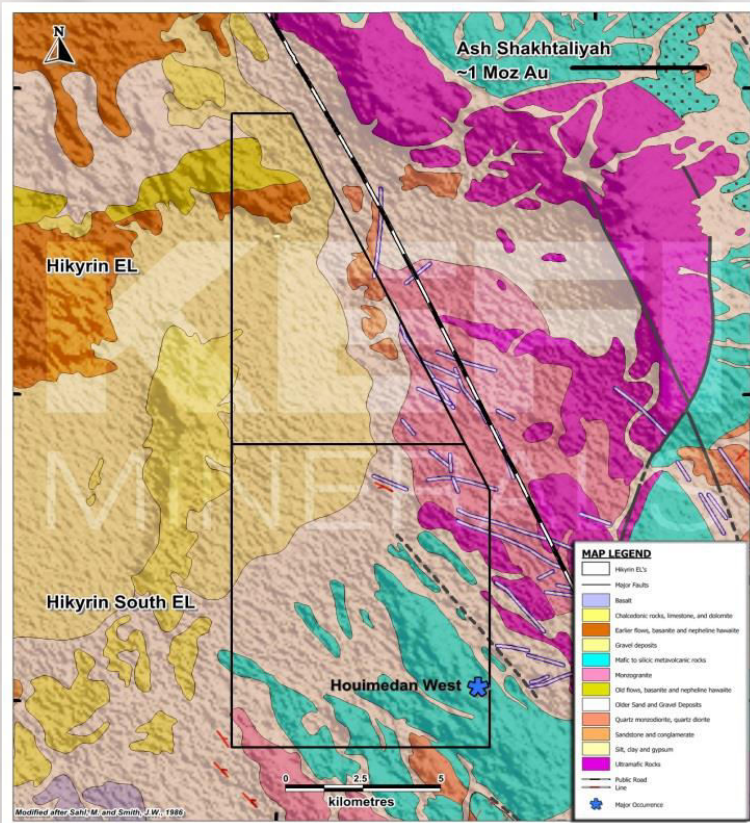 N
Ash Shakhtaliyah
~1 Moz Au
Hikyrin EL
KEFI
MINERALS
Hikyrin South EL
Houimedan West
0 2.5 5
kilometres
Modified after Sahl, M. and Smith, J.W., 1986
MAP LEGEND
Hikyrin EL's
Major Faults
Basalt
Chalcedonic rocks, limestone, and dolomite
Earlier flows, basanite and nepheline hawaiite
Gravel deposits
Mafic to silicic metavolcanic rocks
Monzogranite
Old flows, basanite and nepheline hawaiite
Older Sand and Gravel Deposits
Quartz monzodiorite, quartz diorite
Sandstone and conglomerate
Silt, clay and gypsum
Ultramafic Rocks
Public Road
Line
Major Occurrence